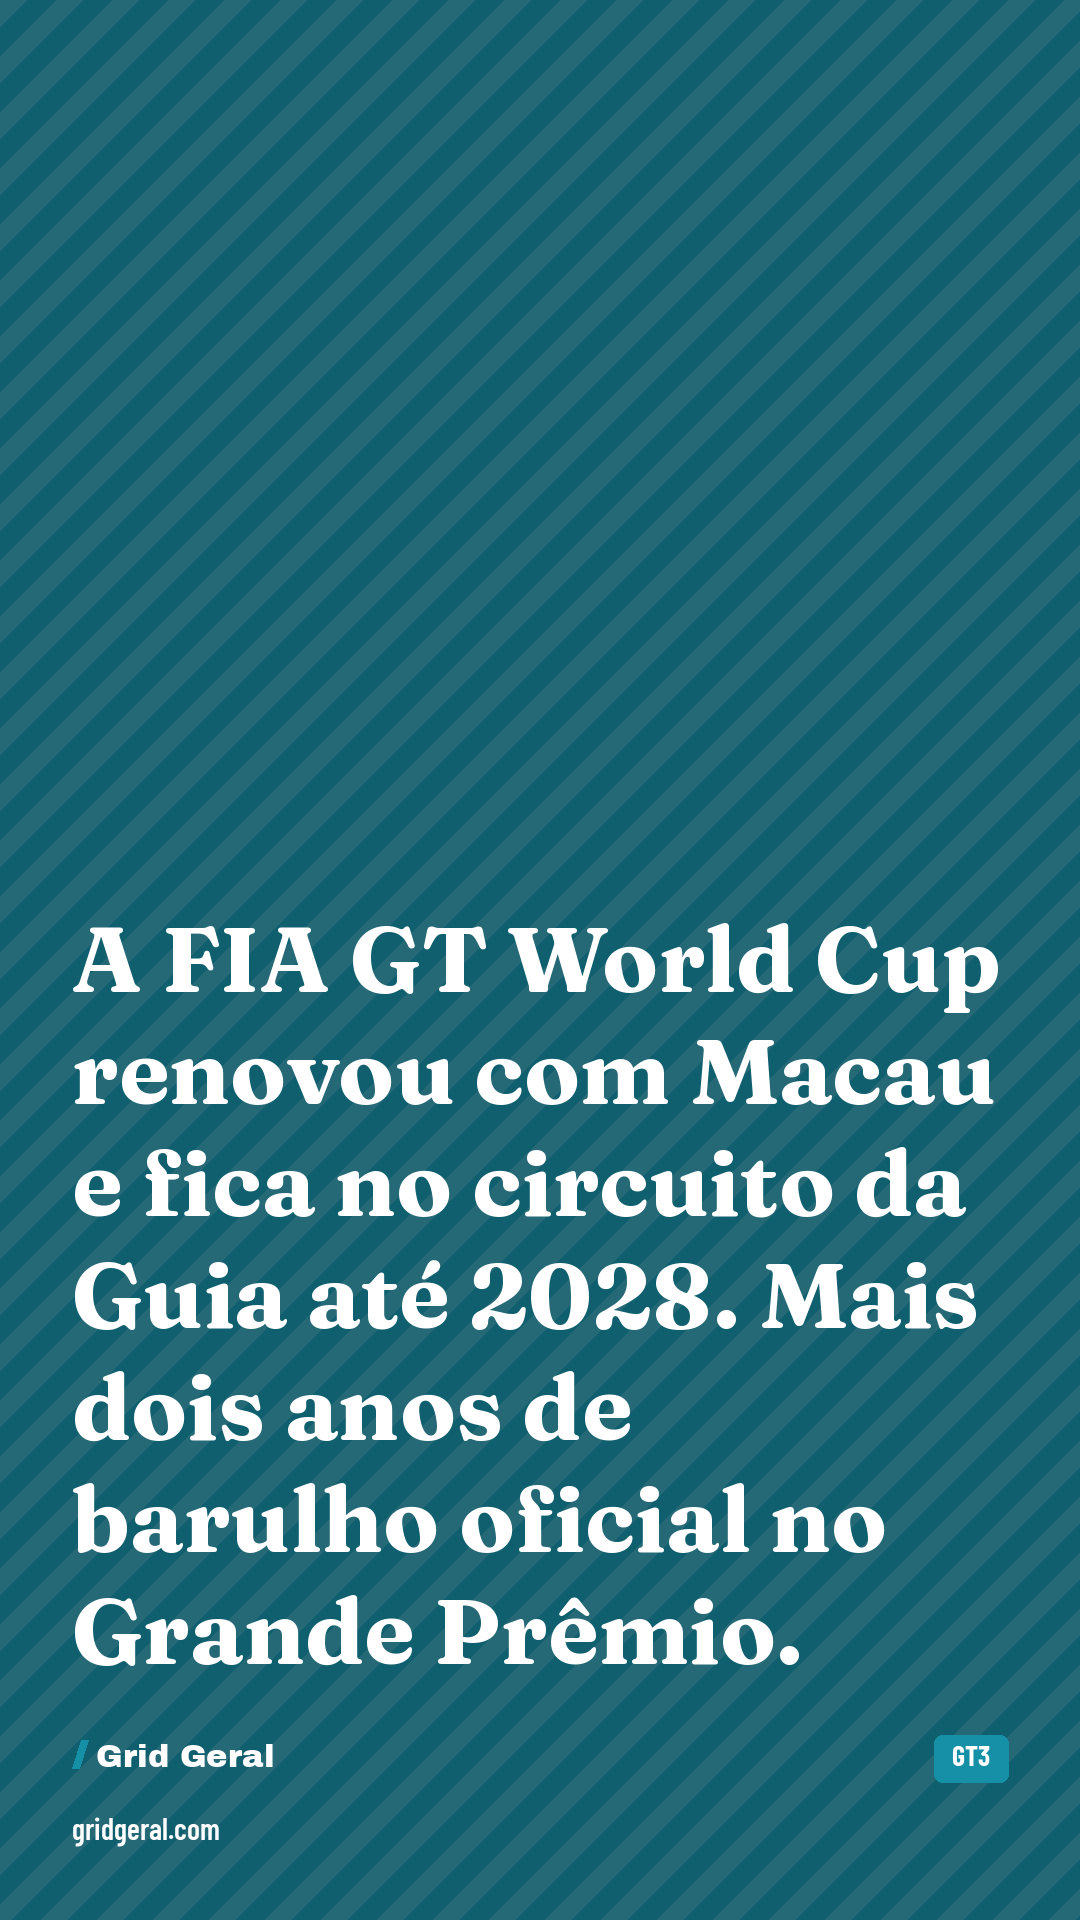 A FIA GT World Cup
renovou com Macau
e fica no circuito da
Guia até 2028. Mais
dois anos de
barulho oficial no
Grande Prêmio.
Grid Geral
GT3
gridgeral.com